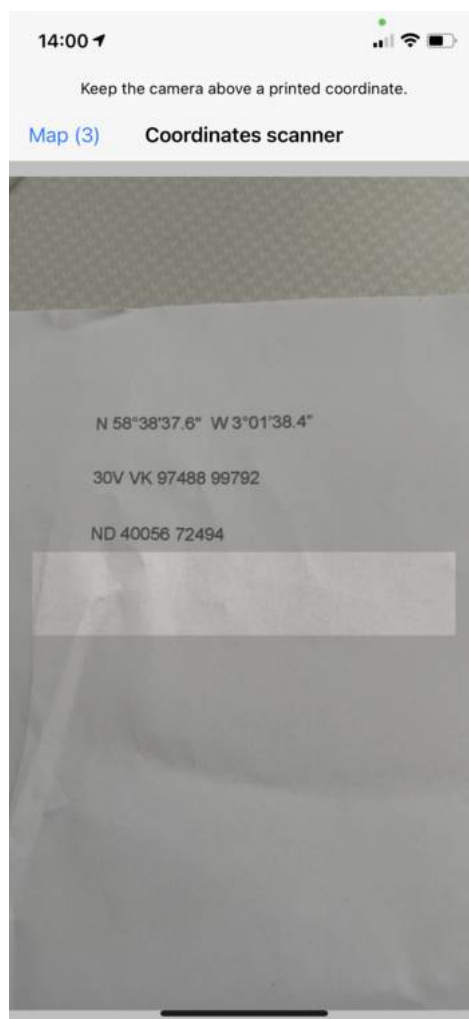 14:00
Keep the camera above a printed coordinate.
Map (3) Coordinates scanner
N 58°38'37.6" W 3°01'38.4"
30V VK 97488 99792
ND 40056 72494